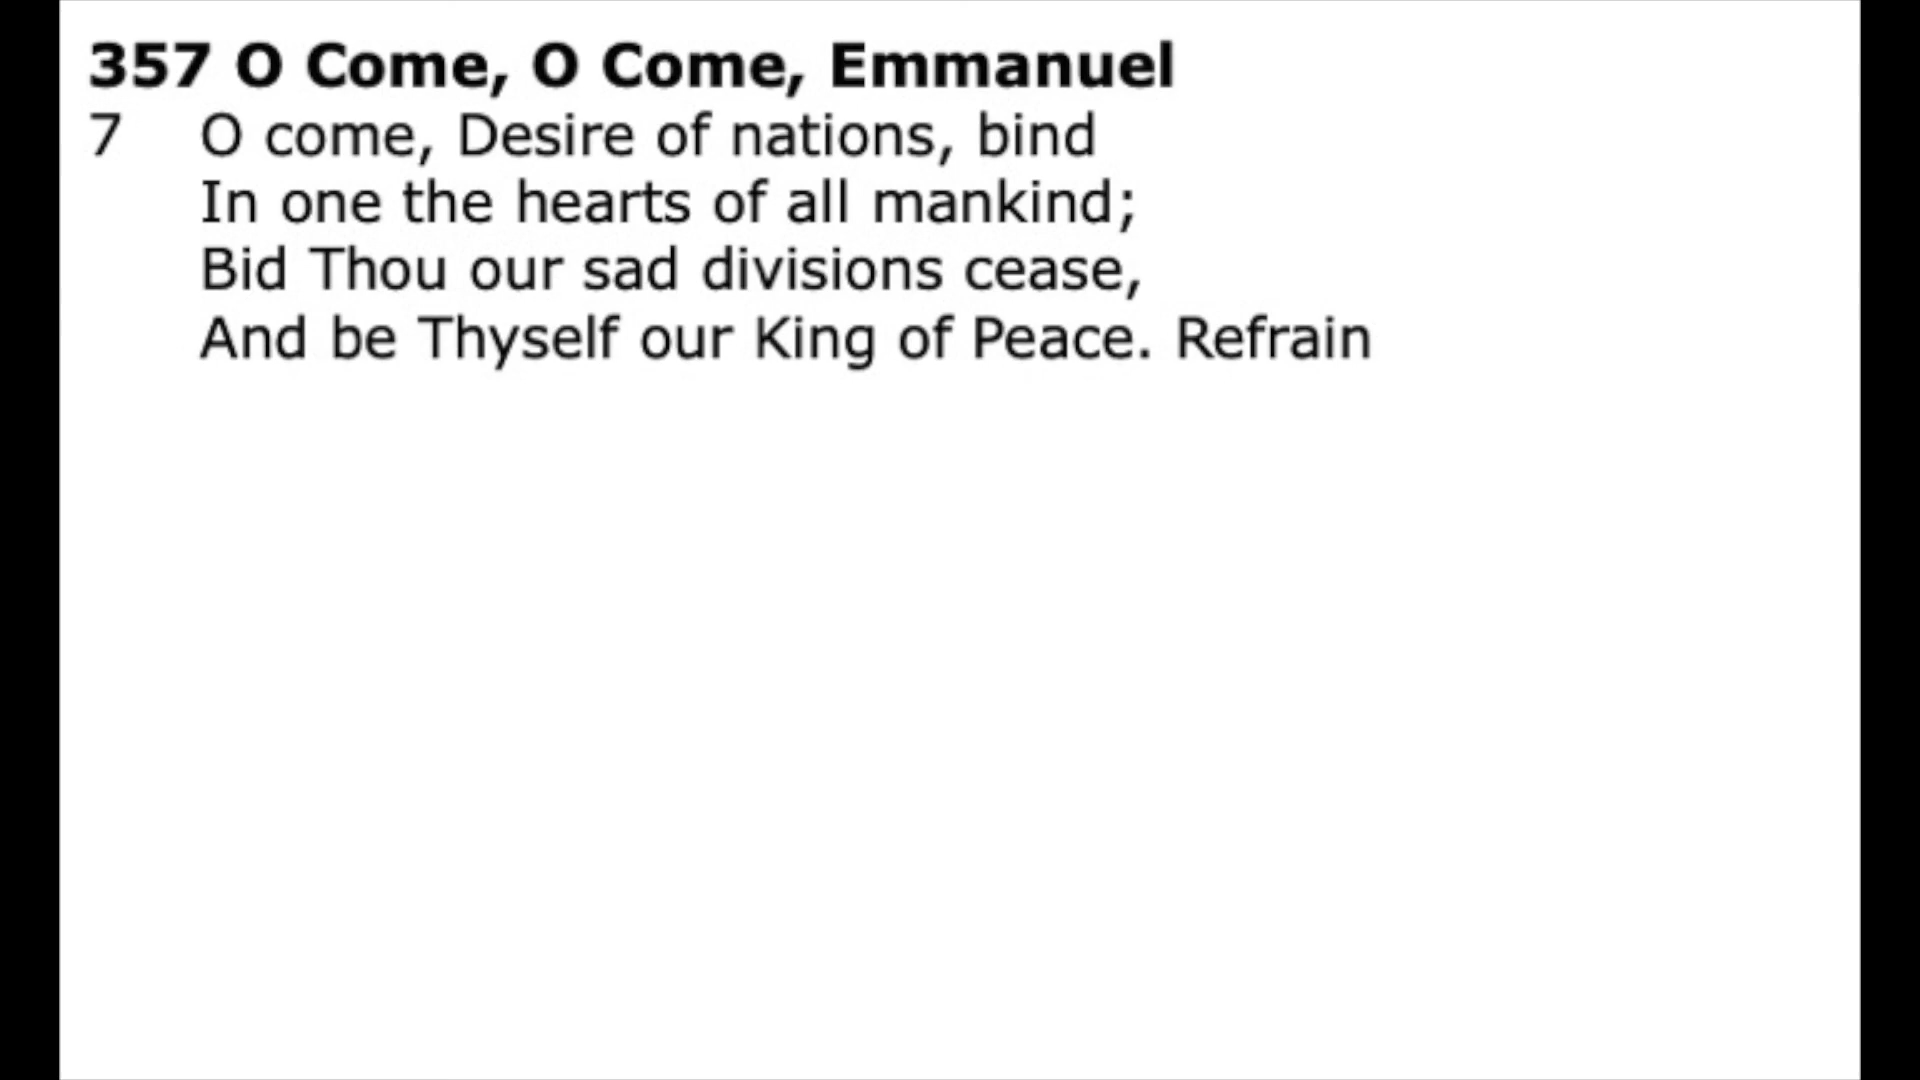 357 O Come, O Come, Emmanuel
7 O come, Desire of nations, bind
In one the hearts of all mankind;
Bid Thou our sad divisions cease,
And be Thyself our King of Peace. Refrain